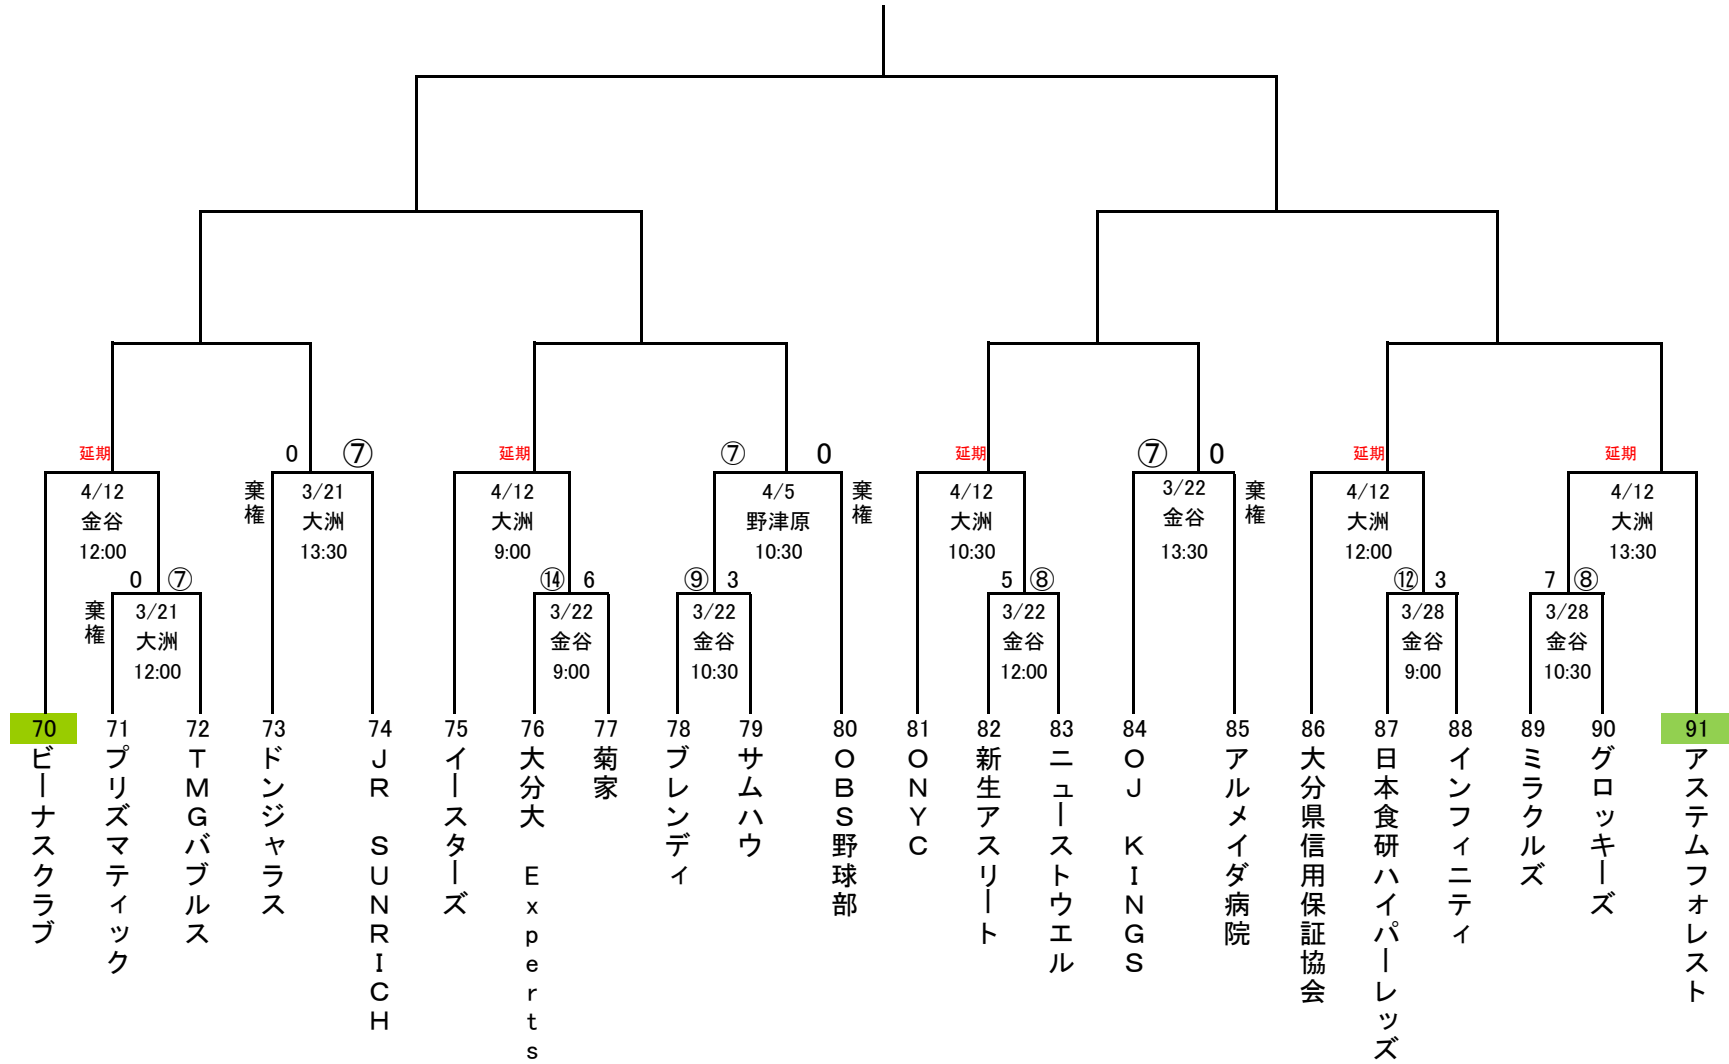 延期 0 ⑦ 延期 ⑦ 0 延期 ⑦ 0 延期 延期
4/12
金谷
12:00
棄権
3/21
大洲
13:30
4/12
大洲
9:00
4/5
野津原
10:30
棄権
4/12
大洲
10:30
3/22
金谷
13:30
棄権
4/12
大洲
12:00
4/12
大洲
13:30
0 ⑦
棄権
3/21
大洲
12:00
⑭ 6
3/22
金谷
9:00
⑨ 3
3/22
金谷
10:30
5 ⑧
3/22
金谷
12:00
⑫ 3
3/28
金谷
9:00
7 ⑧
3/28
金谷
10:30
70
ビーナスクラブ
71
プリズマティック
72
TMGバブルス
73
ドンジャラス
74
JR SUNRICH
75
イースターズ
76
大分大 Experts
77
菊家
78
ブレンディ
79
サムハウ
80
OBS野球部
81
ONYC
82
新生アスリート
83
ニューストウエル
84
OJ KINGS
85
アルメイダ病院
86
大分県信用保証協会
87
日本食研ハイパーレッズ
88
インフィニティ
89
ミラクルズ
90
グロッキーズ
91
アステムフォレスト